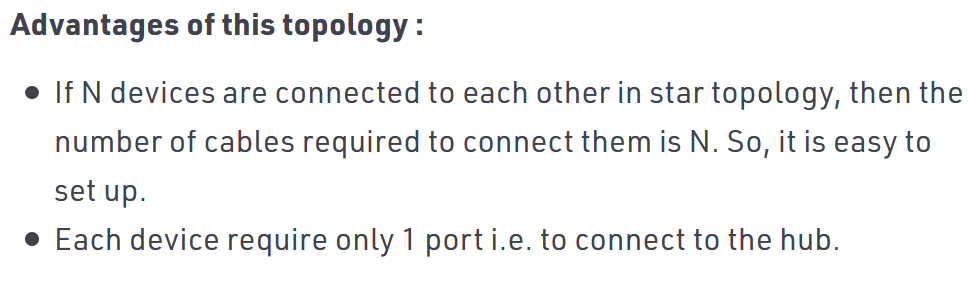 Advantages of this topology :
● If N devices are connected to each other in star topology, then the
number of cables required to connect them is N. So, it is easy to
set up.
● Each device require only 1 port i.e. to connect to the hub.